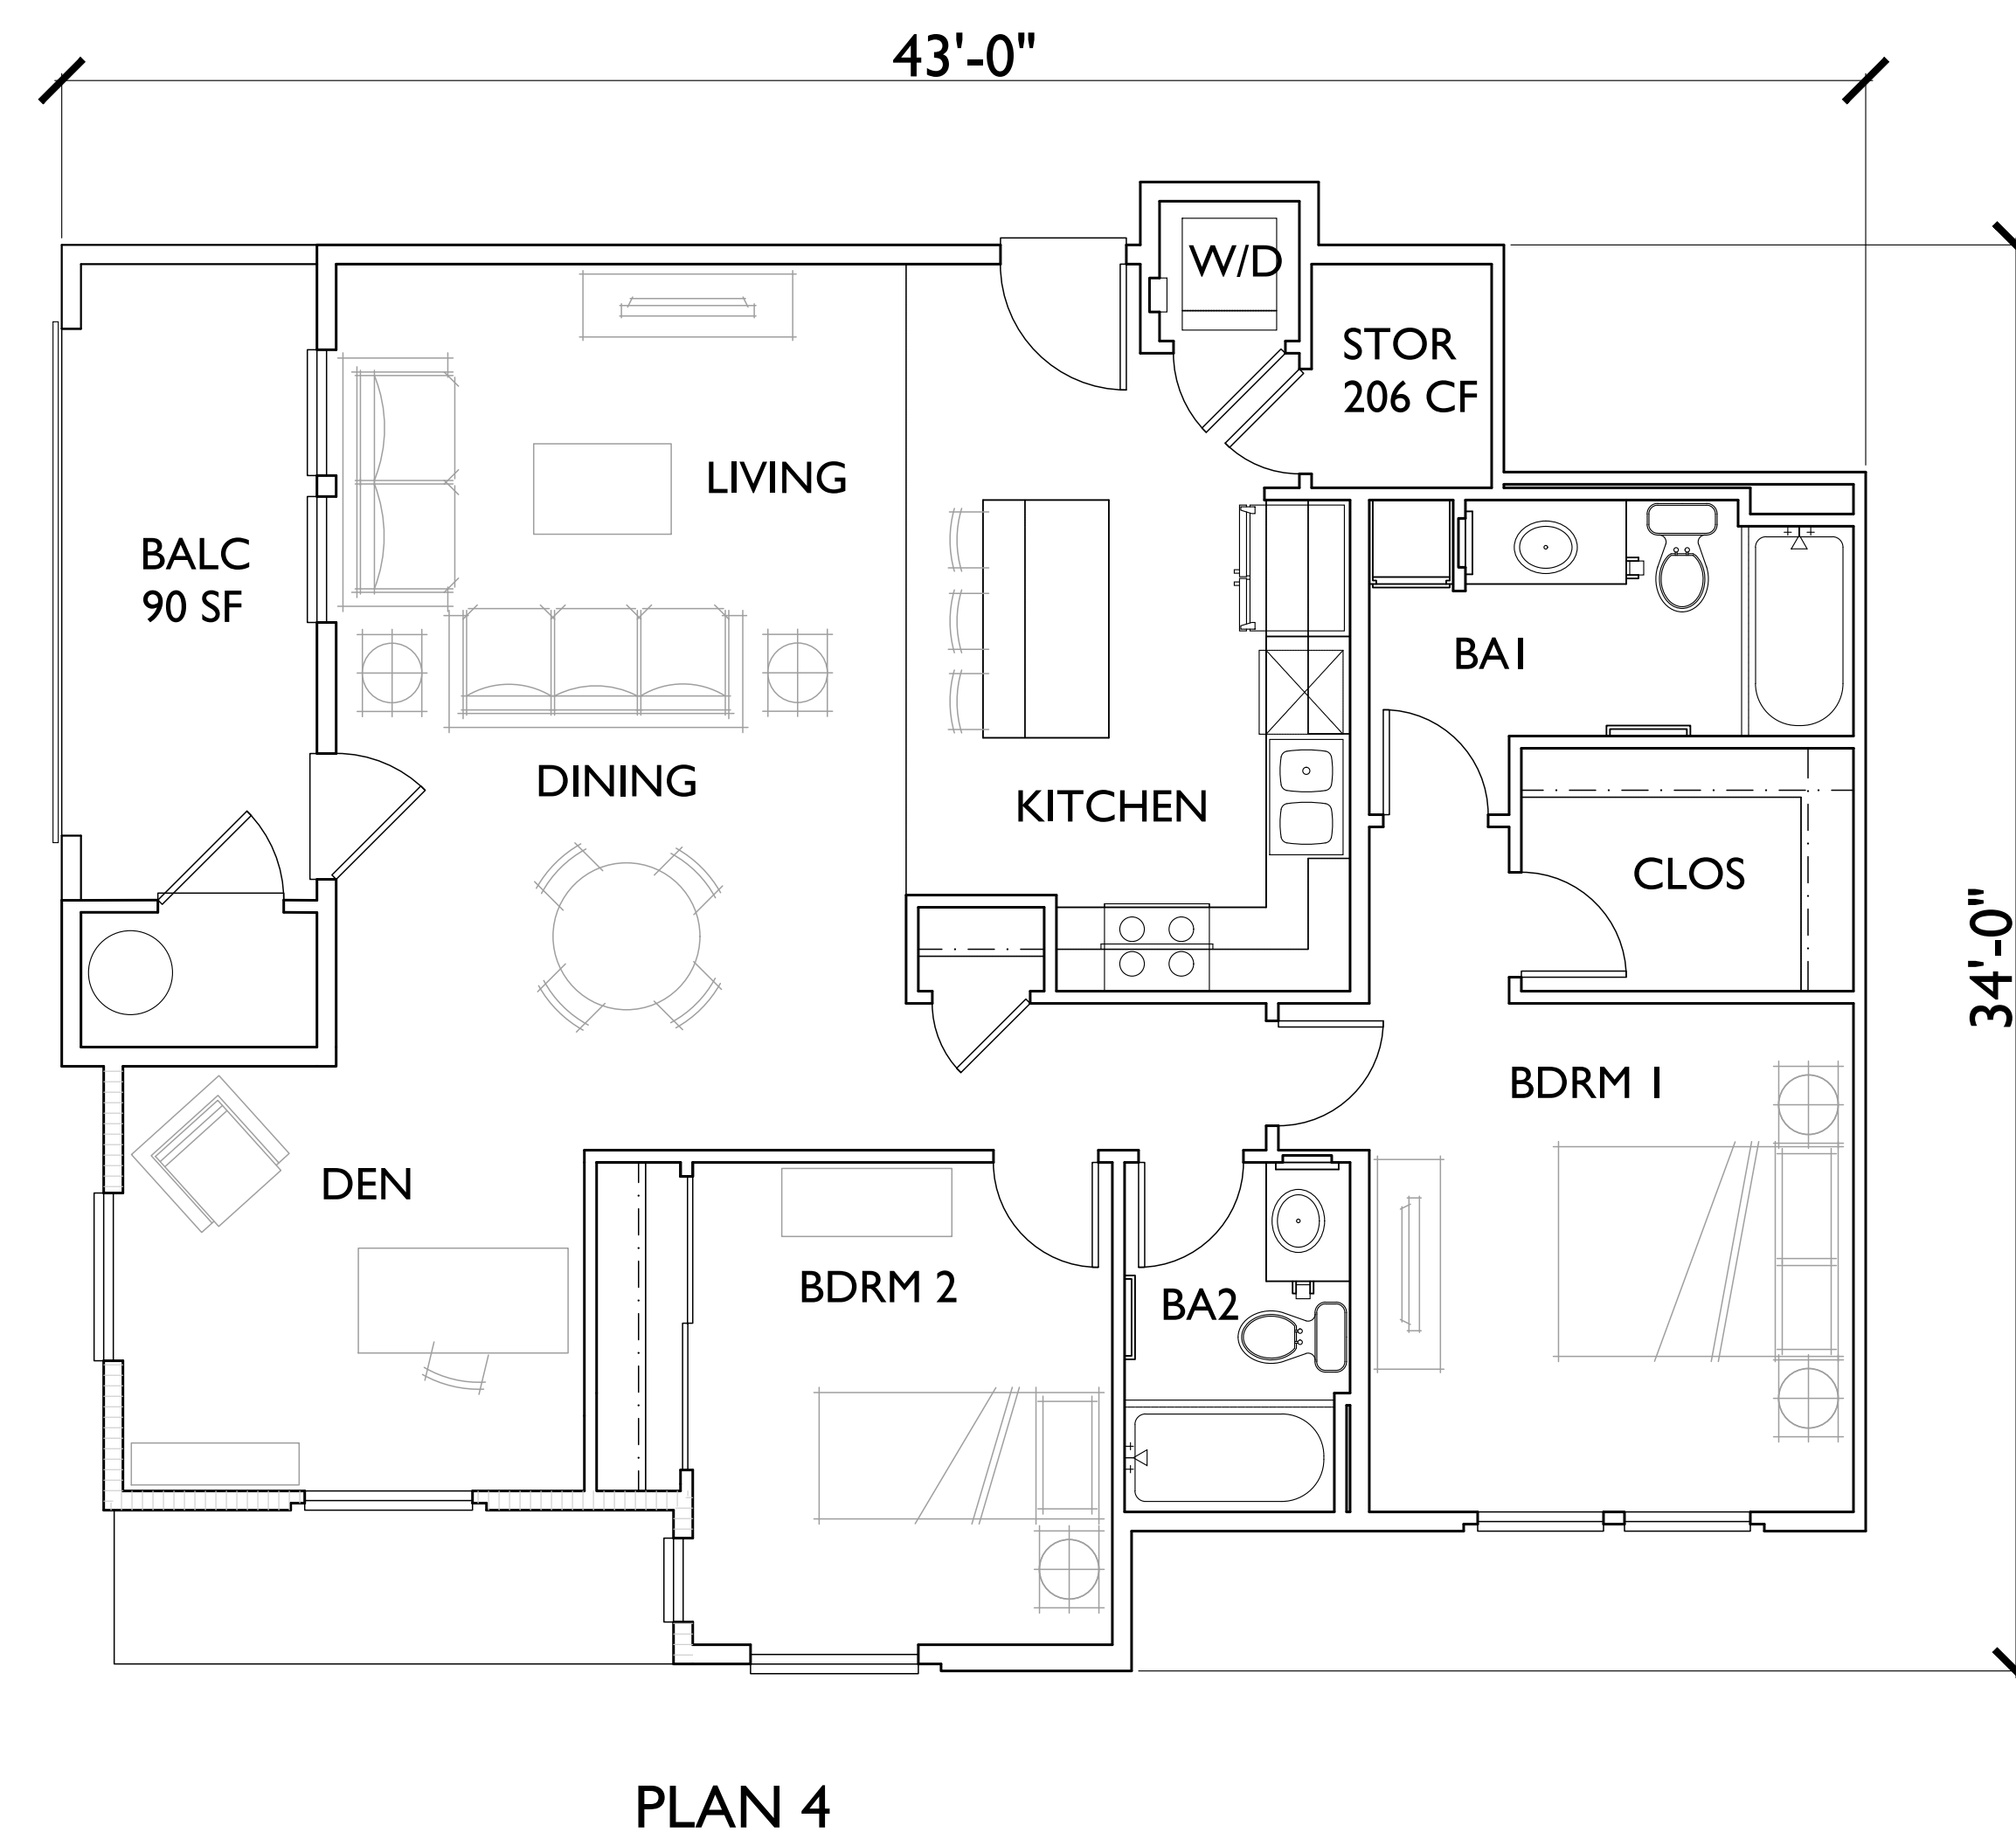 43'-0"
W/D
STOR
206 CF
LIVING
BALC
90 SF
BA1
DINING
KITCHEN
CLOS
34'-0"
BDRM 1
DEN
BDRM 2
BA2
PLAN 4